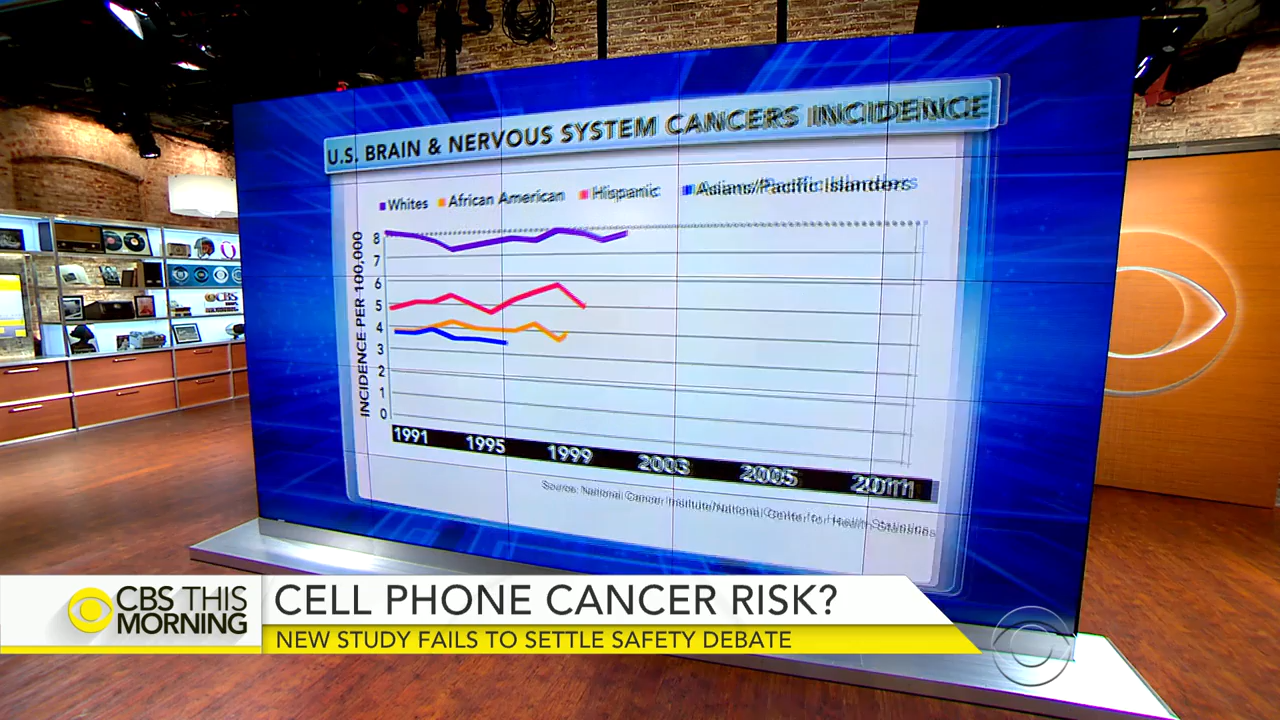 U.S. BRAIN & NERVOUS SYSTEM CANCERS INCIDENCE
Whites African American Hispanic Asians/Pacific Islanders
INCIDENCE PER 100,000
8
7
6
5
4
3
2
1
0
1991 1995 1999 2003 2005 2011
Source: National Cancer Institute/National Center for Health Statistics
CBS
CBS THIS MORNING
CELL PHONE CANCER RISK?
NEW STUDY FAILS TO SETTLE SAFETY DEBATE